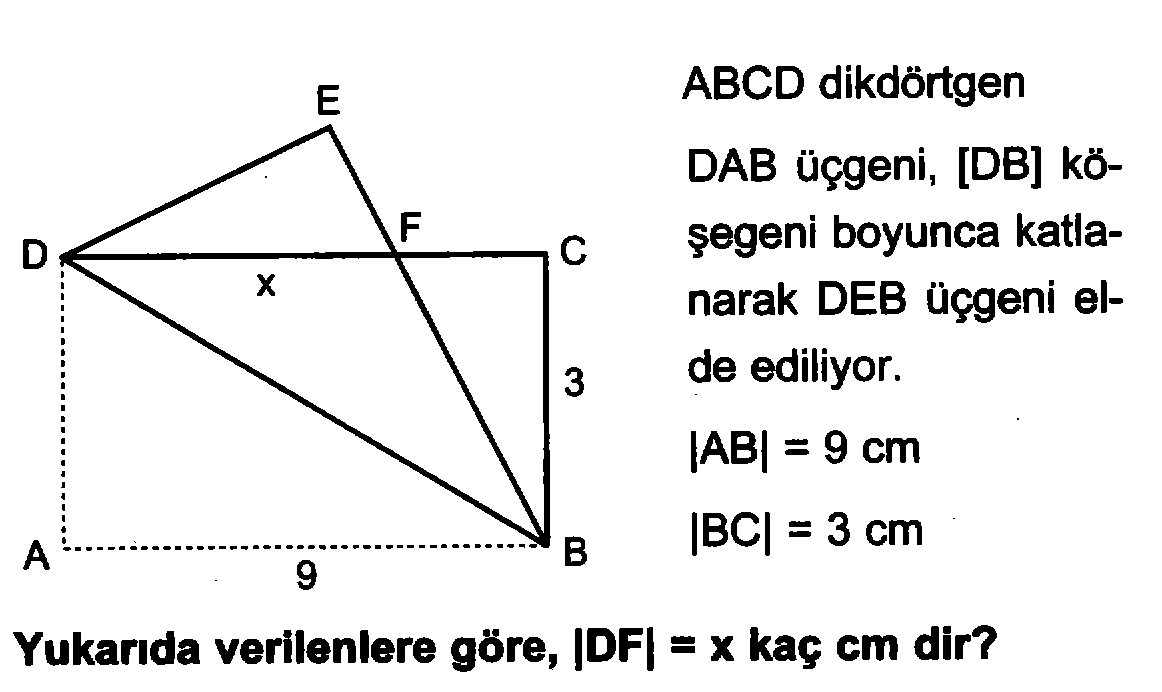 ABCD dikdörtgen
DAB üçgeni, [DB] kö-
şegeni boyunca katla-
narak DEB üçgeni el-
de ediliyor.
|AB| = 9 cm
|BC| = 3 cm
E
F
D
C
x
3
A
B
9
Yukarıda verilenlere göre, |DF| = x kaç cm dir?